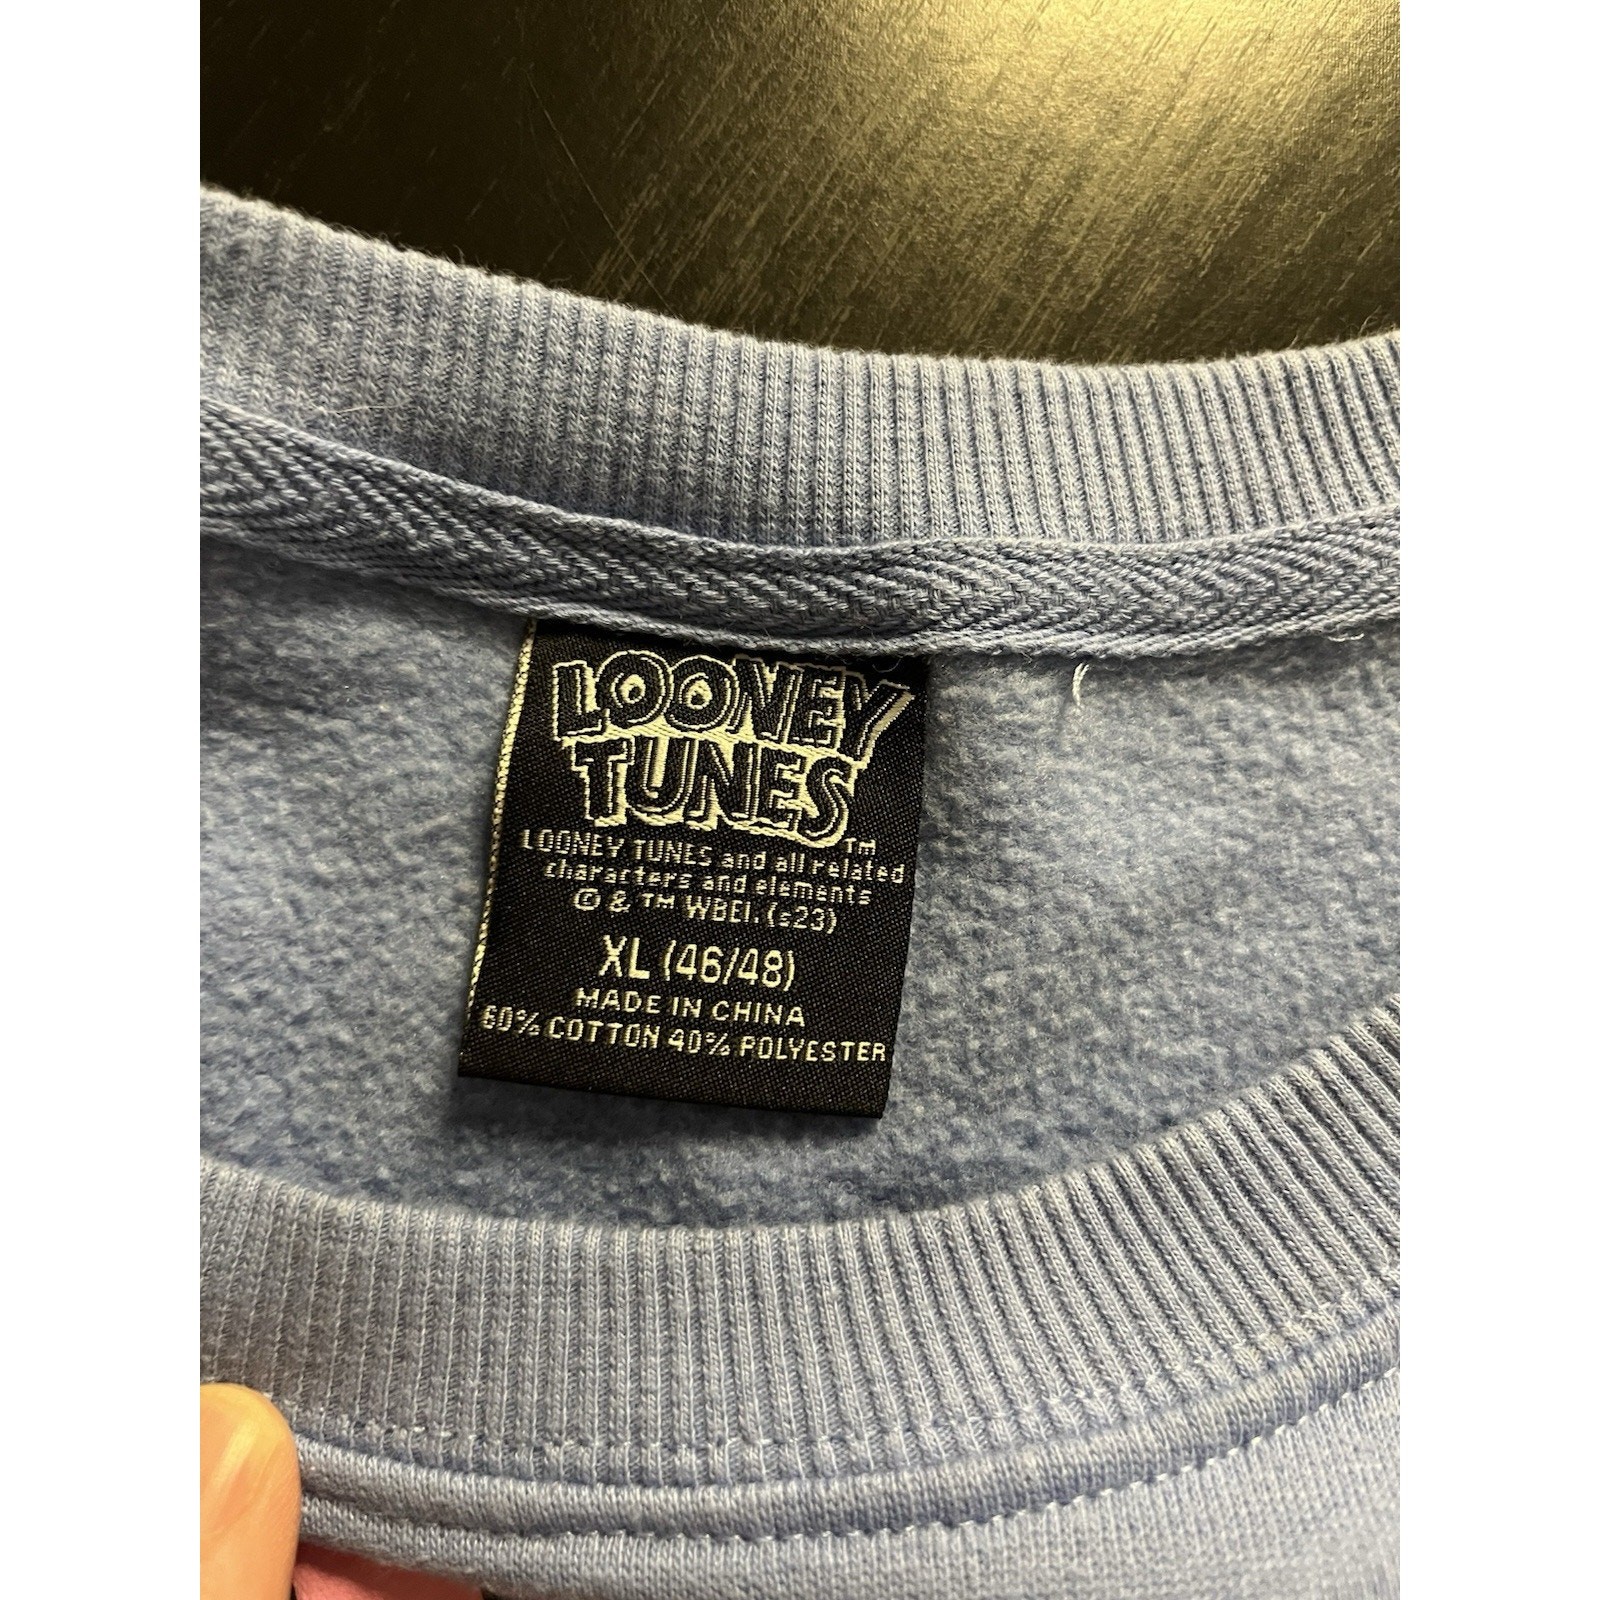 LOONEY
TUNES
TM
LOONEY TUNES and all related
characters and elements
© & ™ WBEI. (s23)
XL (46/48)
MADE IN CHINA
60% COTTON 40% POLYESTER